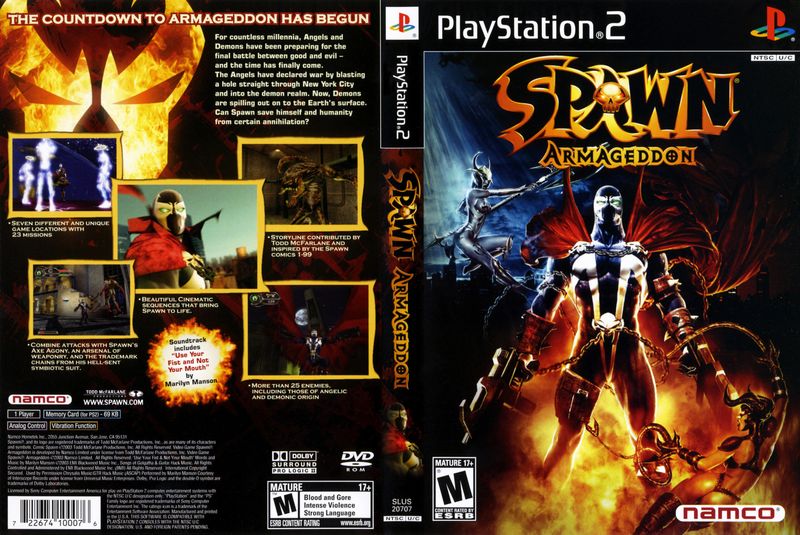 THE COUNTDOWN TO ARMAGEDDON HAS BEGUN
For countless millennia, Angels and
Demons have been preparing for the
final battle between good and evil –
and the time has finally come.
The Angels have declared war by blasting
a hole straight through New York City
and into the demon realm. Now, Demons
are spilling out on to the Earth's surface.
Can Spawn save himself and humanity
from certain annihilation?
•Seven different and unique
game locations with
23 missions
•Storyline contributed by
Todd McFarlane and
inspired by the Spawn
comics 1-99
•Beautiful Cinematic
sequences that bring
Spawn to life.
•Combine attacks with Spawn's
Axe Agony, an arsenal of
weaponry, and the trademark
chains from his hell-sent
symbiotic suit.
Soundtrack
includes
"Use Your
Fist and Not
Your Mouth"
by
Marilyn Manson
•More than 25 enemies,
including those of angelic
and demonic origin
namco
TODD McFARLANE
PRODUCTIONS
WWW.SPAWN.COM
1 Player
Memory Card (for PS2) - 69 KB
Analog Control
Vibration Function
DOLBY
SURROUND
PRO LOGIC II
DVD
ROM
MATURE 17+
M
Blood and Gore
Intense Violence
Strong Language
ESRB CONTENT RATING www.esrb.org
7 22674 10007 6
PlayStation®2
SPAWN ARMAGEDDON
SLUS
20707
NTSC U/C
PlayStation®2
NTSC U/C
SPAWN
ARMAGEDDON
MATURE 17+
M
CONTENT RATED BY
ESRB
namco